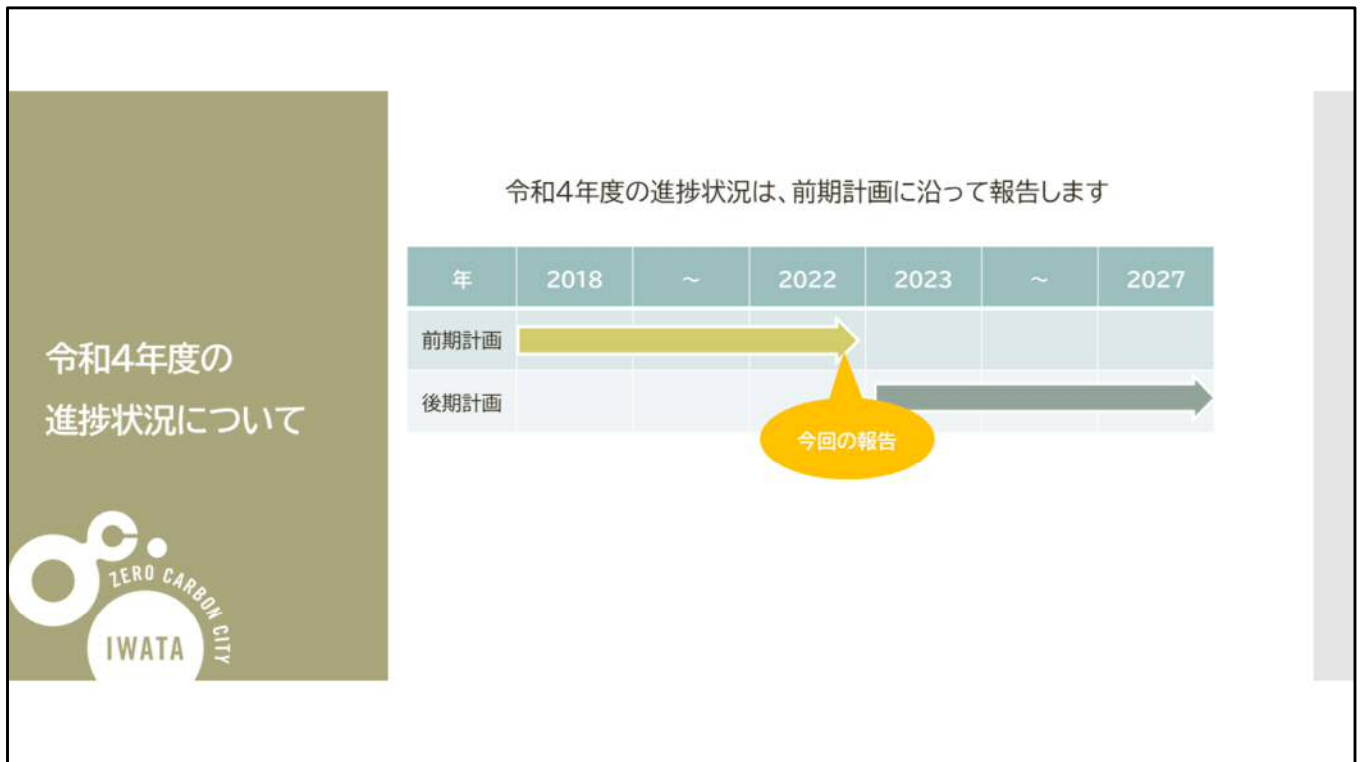 令和4年度の
進捗状況について
ZERO CARBON CITY
IWATA
令和4年度の進捗状況は、前期計画に沿って報告します
年 2018 ～ 2022 2023 ～ 2027
前期計画
後期計画
今回の報告